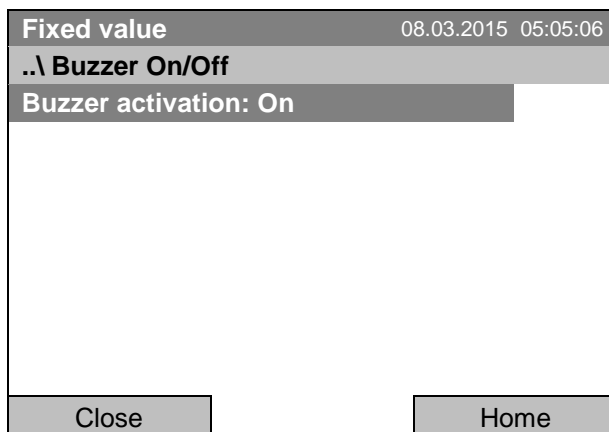 Fixed value 08.03.2015 05:05:06
..\ Buzzer On/Off
Buzzer activation: On
Close Home